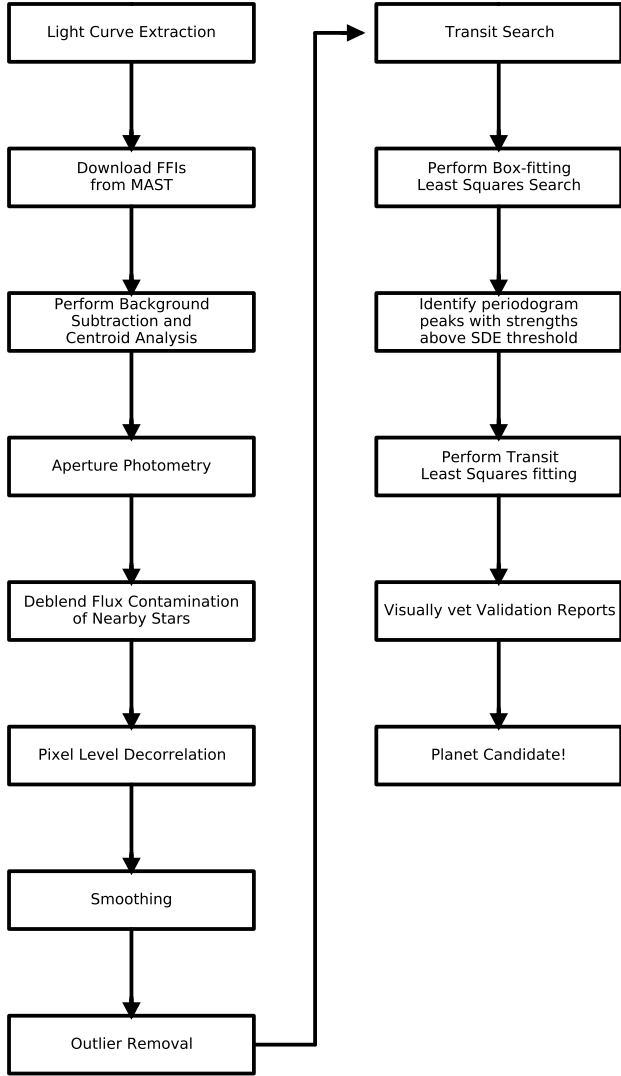 Light Curve Extraction
Download FFIs
from MAST
Perform Background
Subtraction and
Centroid Analysis
Aperture Photometry
Deblend Flux Contamination
of Nearby Stars
Pixel Level Decorrelation
Smoothing
Outlier Removal
Transit Search
Perform Box-fitting
Least Squares Search
Identify periodogram
peaks with strengths
above SDE threshold
Perform Transit
Least Squares fitting
Visually vet Validation Reports
Planet Candidate!